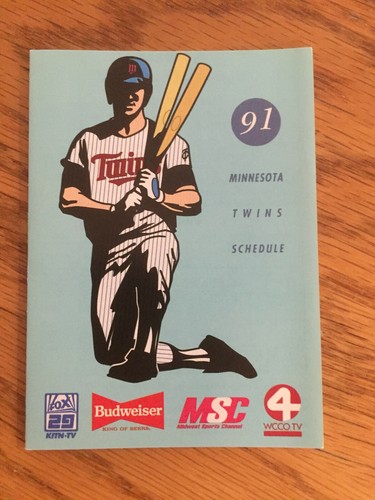 M
Twins
91
MINNESOTA
TWINS
SCHEDULE
FOX
29
KITN-TV
Budweiser
KING OF BEERS.
MSC
Midwest Sports Channel
4
WCCO TV